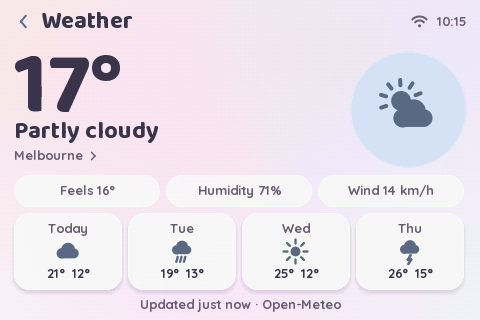 Weather
10:15
17°
Partly cloudy
Melbourne
Feels 16°
Humidity 71%
Wind 14 km/h
Today
21° 12°
Tue
19° 13°
Wed
25° 12°
Thu
26° 15°
Updated just now · Open-Meteo